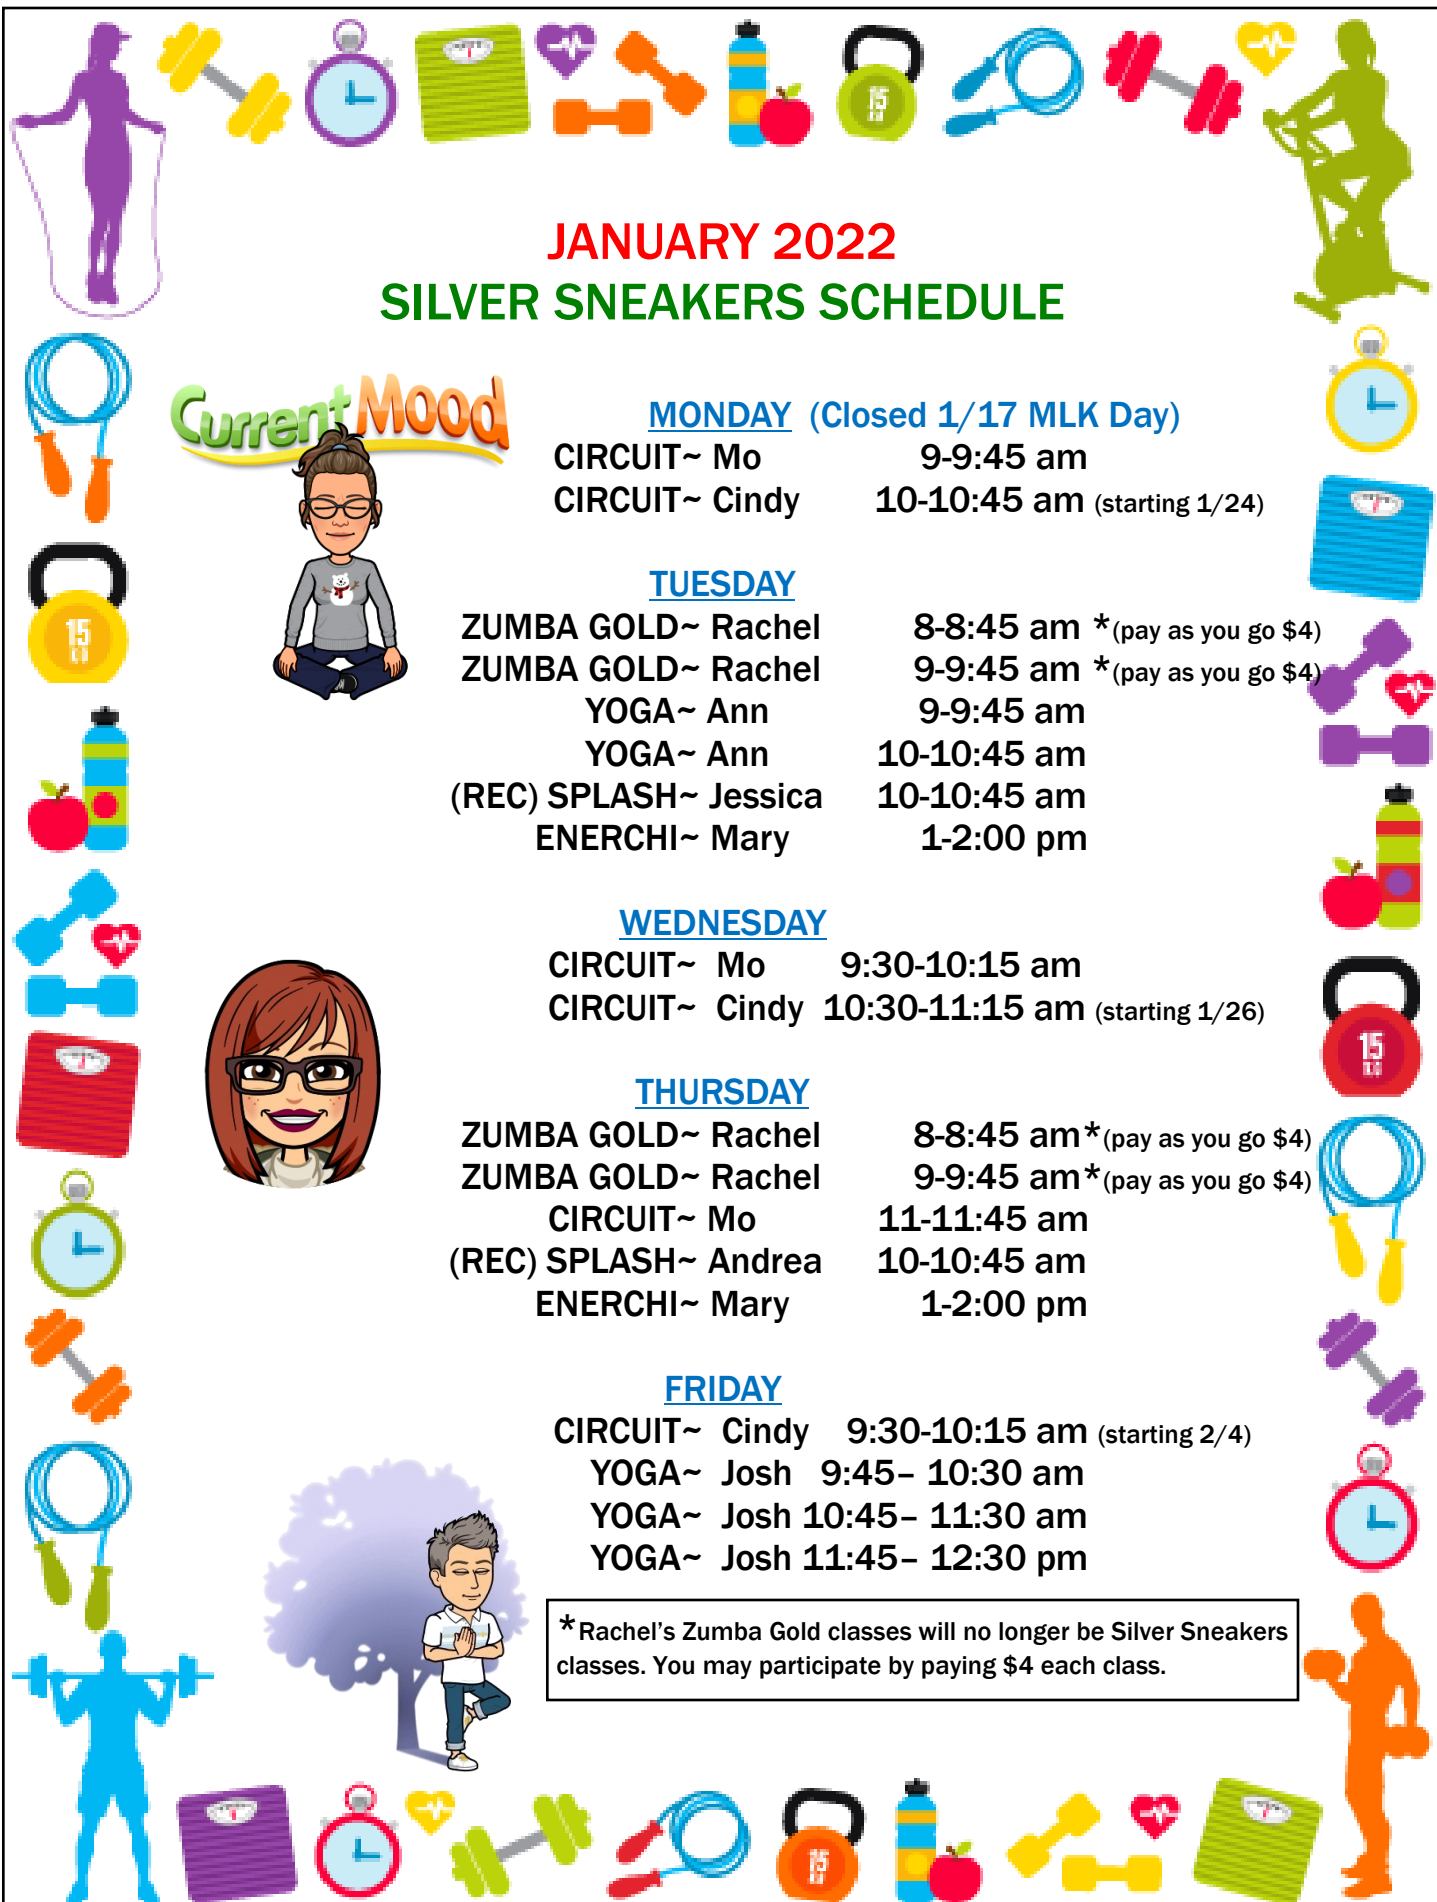 JANUARY 2022
SILVER SNEAKERS SCHEDULE
Current Mood
MONDAY (Closed 1/17 MLK Day)
CIRCUIT~ Mo 9-9:45 am
CIRCUIT~ Cindy 10-10:45 am (starting 1/24)
TUESDAY
ZUMBA GOLD~ Rachel 8-8:45 am *(pay as you go $4)
ZUMBA GOLD~ Rachel 9-9:45 am *(pay as you go $4)
YOGA~ Ann 9-9:45 am
YOGA~ Ann 10-10:45 am
(REC) SPLASH~ Jessica 10-10:45 am
ENERCHI~ Mary 1-2:00 pm
WEDNESDAY
CIRCUIT~ Mo 9:30-10:15 am
CIRCUIT~ Cindy 10:30-11:15 am (starting 1/26)
THURSDAY
ZUMBA GOLD~ Rachel 8-8:45 am*(pay as you go $4)
ZUMBA GOLD~ Rachel 9-9:45 am*(pay as you go $4)
CIRCUIT~ Mo 11-11:45 am
(REC) SPLASH~ Andrea 10-10:45 am
ENERCHI~ Mary 1-2:00 pm
FRIDAY
CIRCUIT~ Cindy 9:30-10:15 am (starting 2/4)
YOGA~ Josh 9:45– 10:30 am
YOGA~ Josh 10:45– 11:30 am
YOGA~ Josh 11:45– 12:30 pm
*Rachel's Zumba Gold classes will no longer be Silver Sneakers
classes. You may participate by paying $4 each class.
15
KG
15
KG
15
KG
15
KG